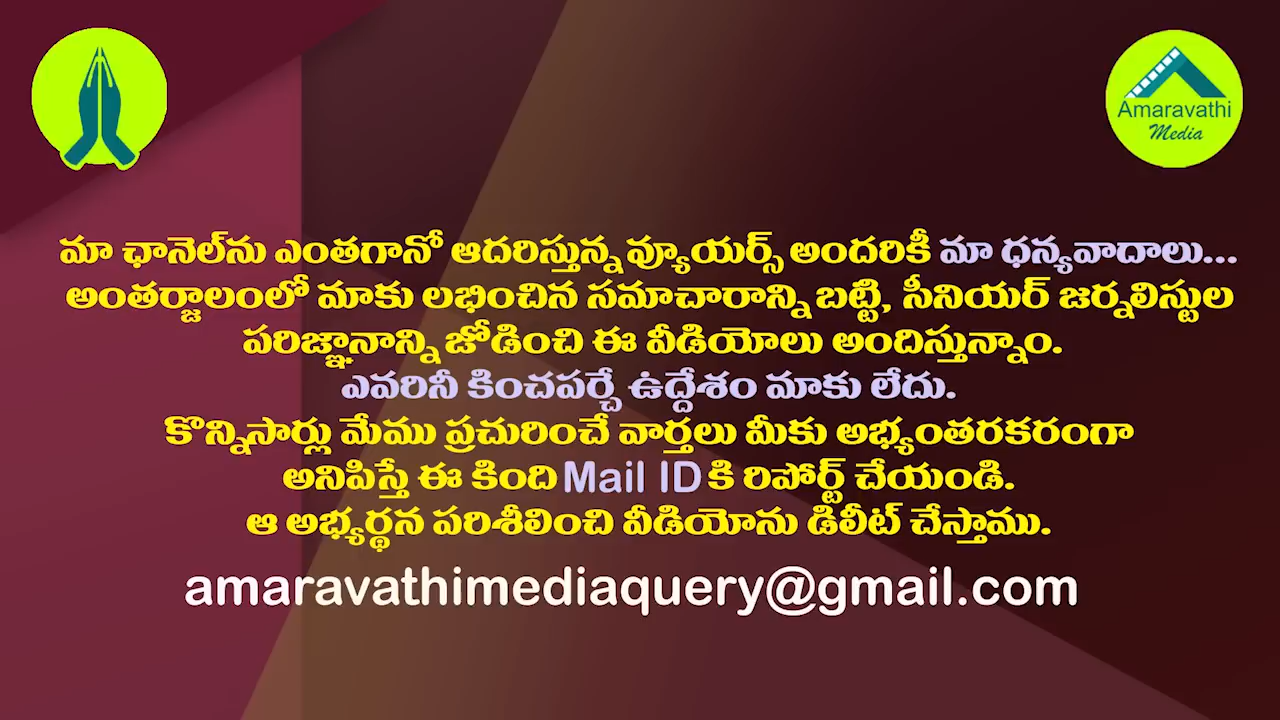 Amaravathi
Media
మా ఛానెల్‌ను ఎంతగానో ఆదరిస్తున్న వ్యూయర్స్ అందరికీ మా ధన్యవాదాలు...
అంతర్జాలంలో మాకు లభించిన సమాచారాన్ని బట్టి, సీనియర్ జర్నలిస్టుల
పరిజ్ఞానాన్ని జోడించి ఈ వీడియోలు అందిస్తున్నాం.
ఎవరినీ కించపర్చే ఉద్దేశం మాకు లేదు.
కొన్నిసార్లు మేము ప్రచురించే వార్తలు మీకు అభ్యంతరకరంగా
అనిపిస్తే ఈ కింది Mail ID కి రిపోర్ట్ చేయండి.
ఆ అభ్యర్థన పరిశీలించి వీడియోను డిలీట్ చేస్తాము.
amaravathimediaquery@gmail.com